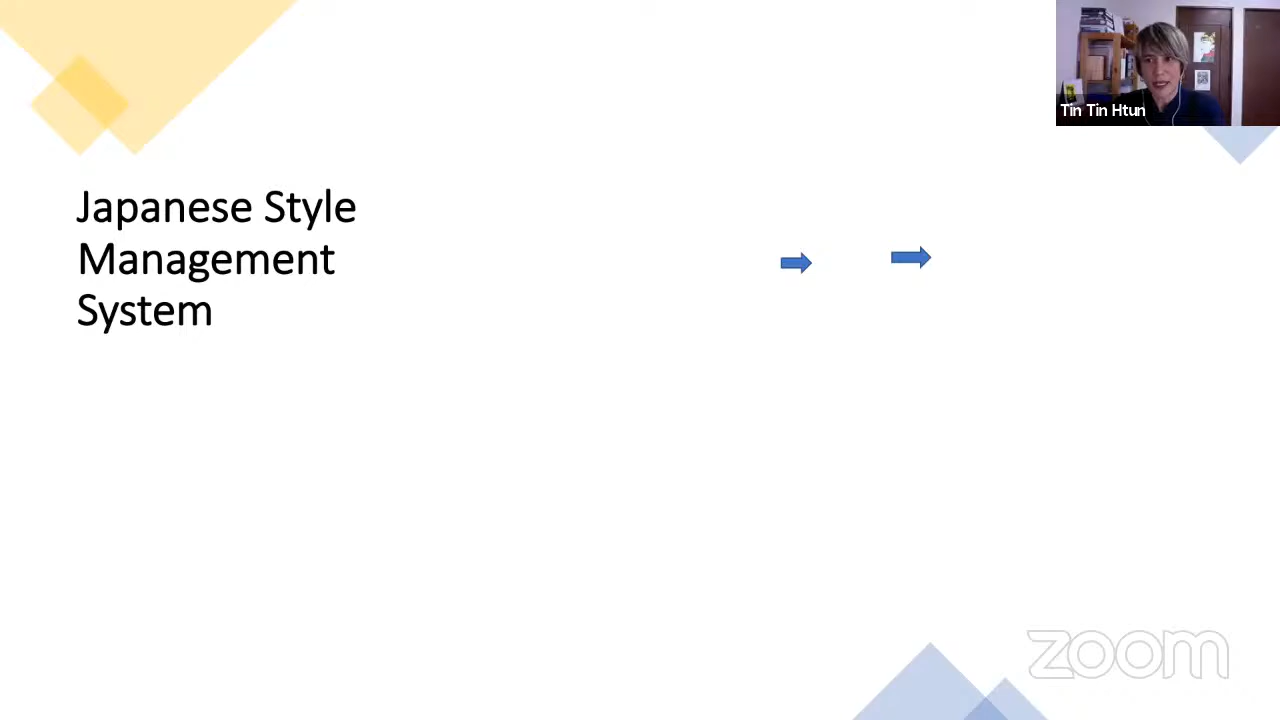 Tin Tin Htun
Japanese Style
Management
System
zoom